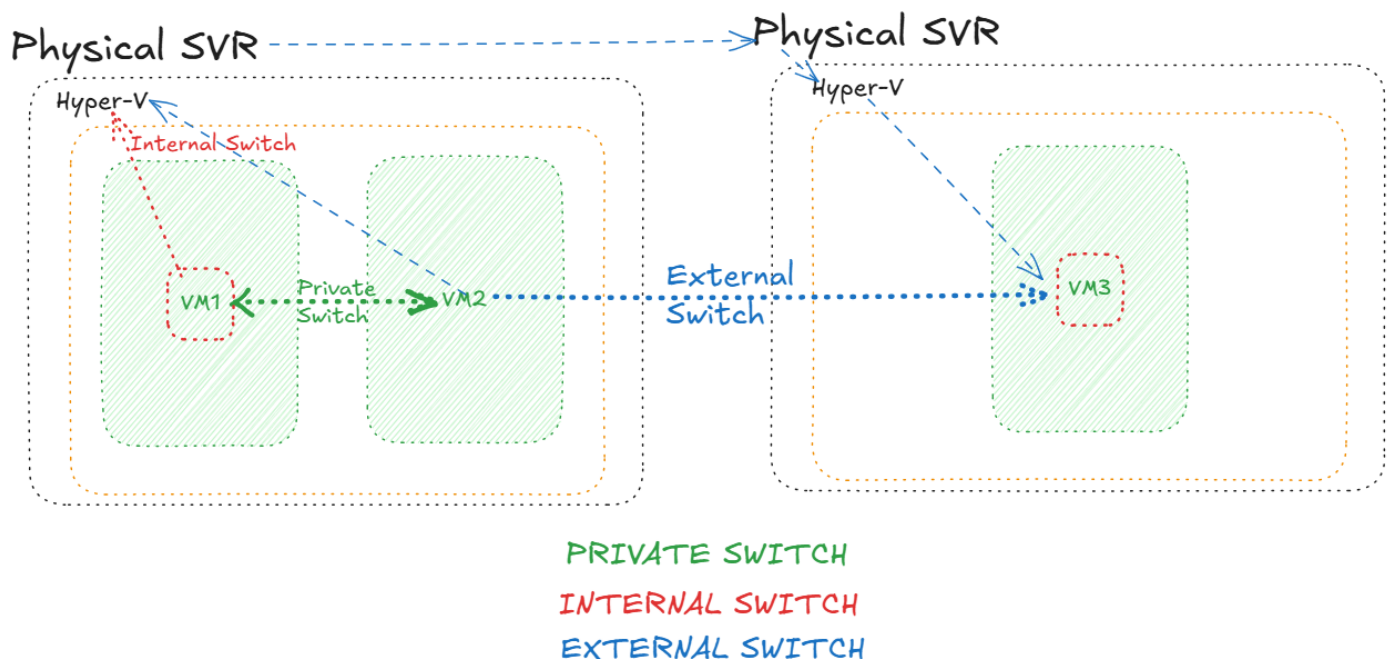 Physical SVR
Physical SVR
Hyper-V
Hyper-V
Internal Switch
External
Switch
Private
Switch
VM1
VM2
VM3
PRIVATE SWITCH
INTERNAL SWITCH
EXTERNAL SWITCH